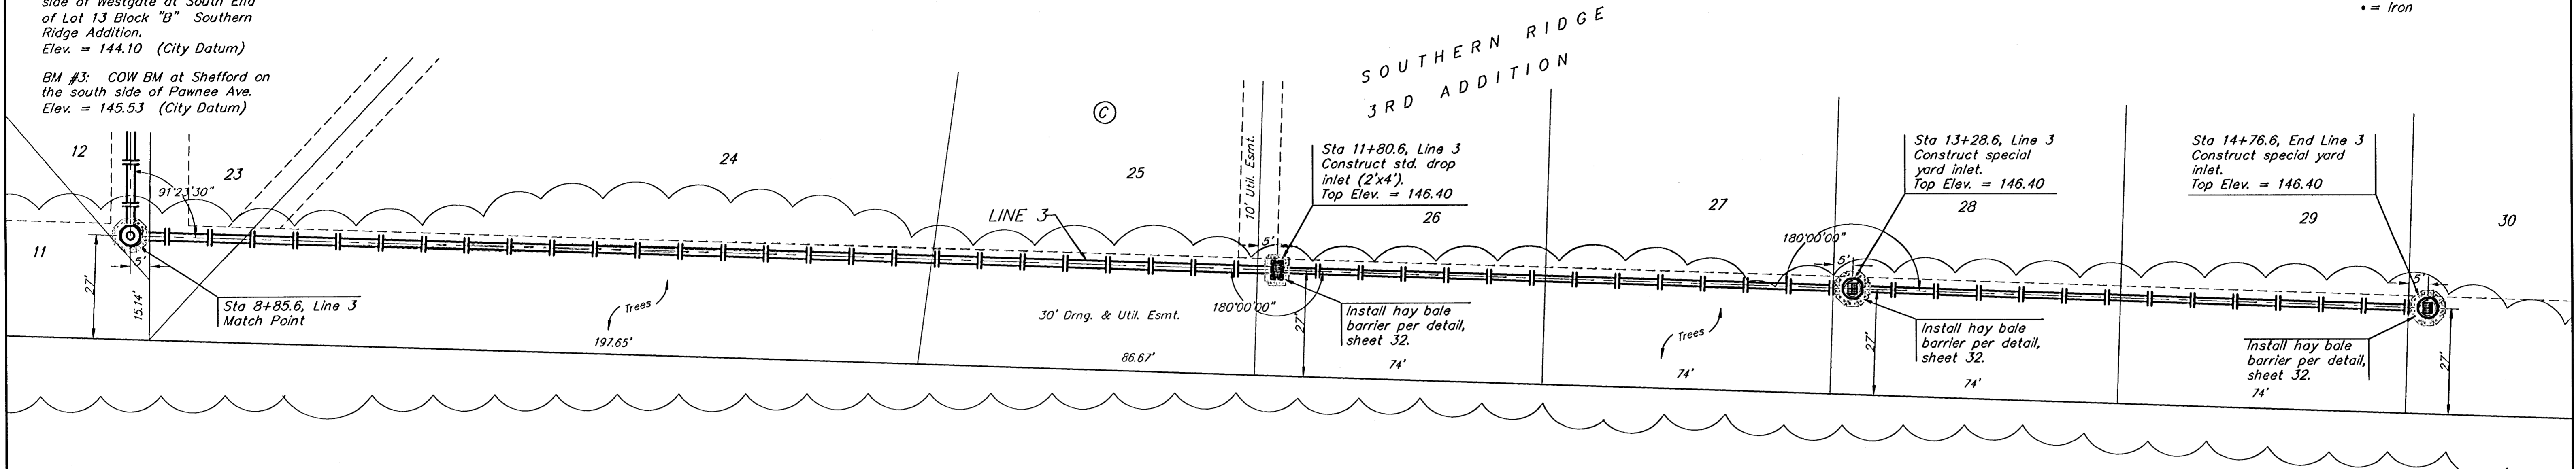 side of Westgate at South End
of Lot 13 Block "B" Southern
Ridge Addition.
Elev. = 144.10 (City Datum)
BM #3: COW BM at Shefford on
the south side of Pawnee Ave.
Elev. = 145.53 (City Datum)
• = Iron
SOUTHERN RIDGE
3RD ADDITION
C
12
23
24
25
10' Util. Esmt.
Sta 11+80.6, Line 3
Construct std. drop
inlet (2'x4').
Top Elev. = 146.40
26
27
Sta 13+28.6, Line 3
Construct special
yard inlet.
Top Elev. = 146.40
28
Sta 14+76.6, End Line 3
Construct special yard
inlet.
Top Elev. = 146.40
29
30
91°23'30"
11
LINE 3
5'
5'
180°00'00"
5'
5'
27'
15.14'
Sta 8+85.6, Line 3
Match Point
Trees
30' Drng. & Util. Esmt.
180°00'00"
27'
Install hay bale
barrier per detail,
sheet 32.
Trees
27'
Install hay bale
barrier per detail,
sheet 32.
Install hay bale
barrier per detail,
sheet 32.
27'
197.65'
86.67'
74'
74'
74'
74'